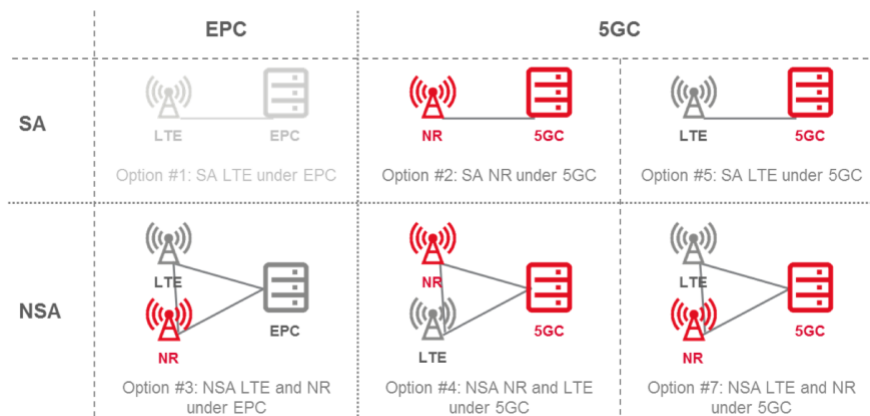 EPC
5GC
SA
LTE
EPC
Option #1: SA LTE under EPC
NR
5GC
Option #2: SA NR under 5GC
LTE
5GC
Option #5: SA LTE under 5GC
NSA
LTE
NR
EPC
Option #3: NSA LTE and NR
under EPC
NR
LTE
5GC
Option #4: NSA NR and LTE
under 5GC
LTE
NR
5GC
Option #7: NSA LTE and NR
under 5GC